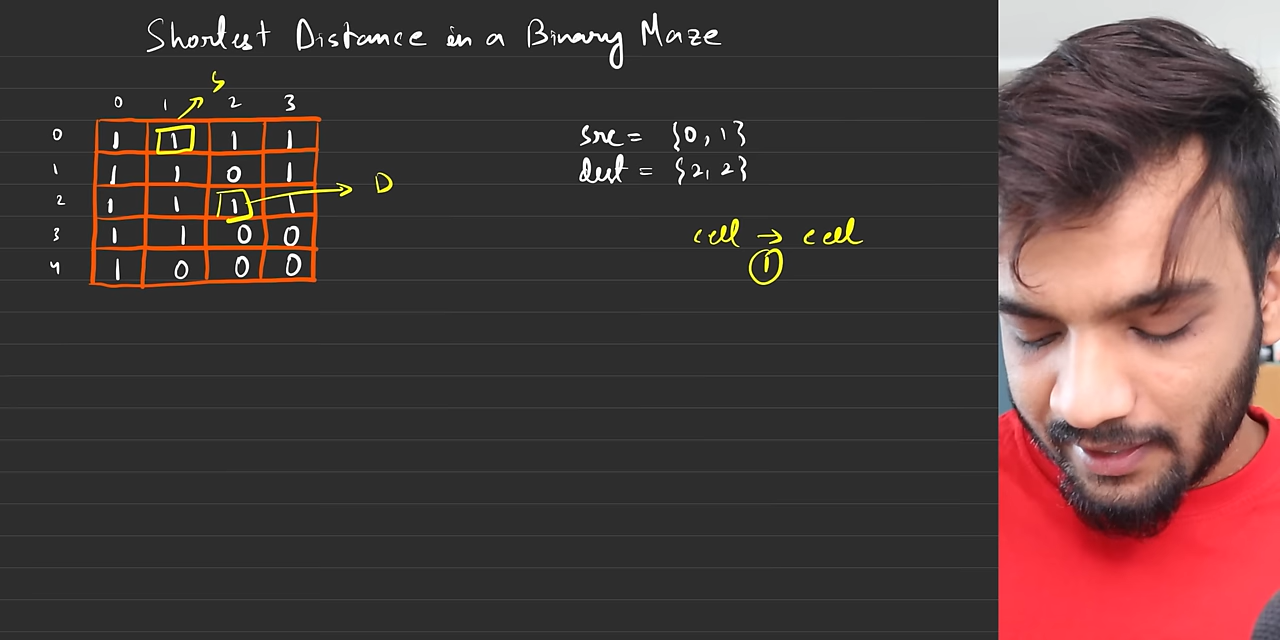 Shortest Distance in a Binary Maze
S
0 1 2 3
0 1 1 1 1
1 1 1 0 1
2 1 1 1 1
D
3 1 1 0 0
4 1 0 0 0
src = {0, 1}
dest = {2, 2}
cell → cell
1